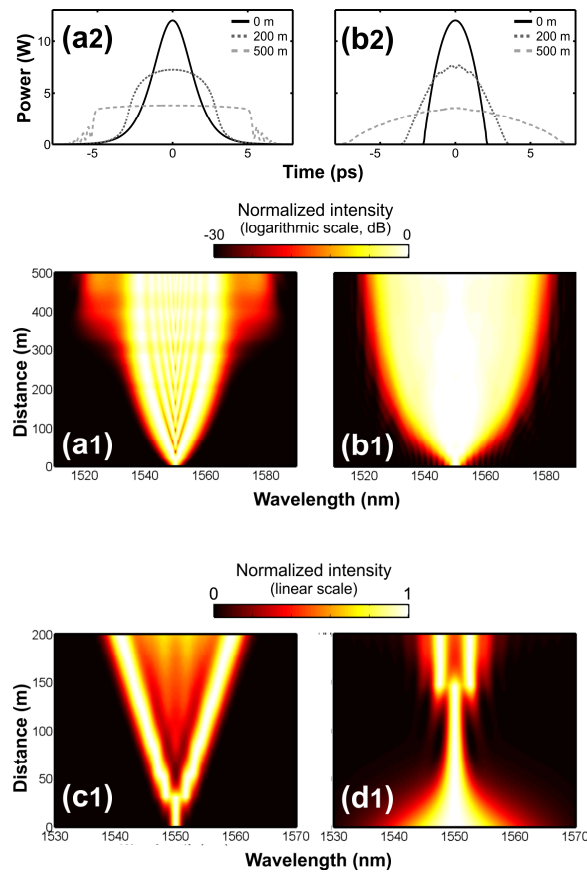 (a2)
0 m
200 m
500 m
Power (W)
10
5
0
-5
0
5
(b2)
0 m
200 m
500 m
-5
0
5
Time (ps)
Normalized intensity
(logarithmic scale, dB)
-30
0
Distance (m)
500
400
300
200
100
0
(a1)
1520
1540
1560
1580
(b1)
1520
1540
1560
1580
Wavelength (nm)
Normalized intensity
(linear scale)
0
1
Distance (m)
200
150
100
50
0
(c1)
1530
1540
1550
1560
1570
(d1)
1530
1540
1550
1560
1570
Wavelength (nm)